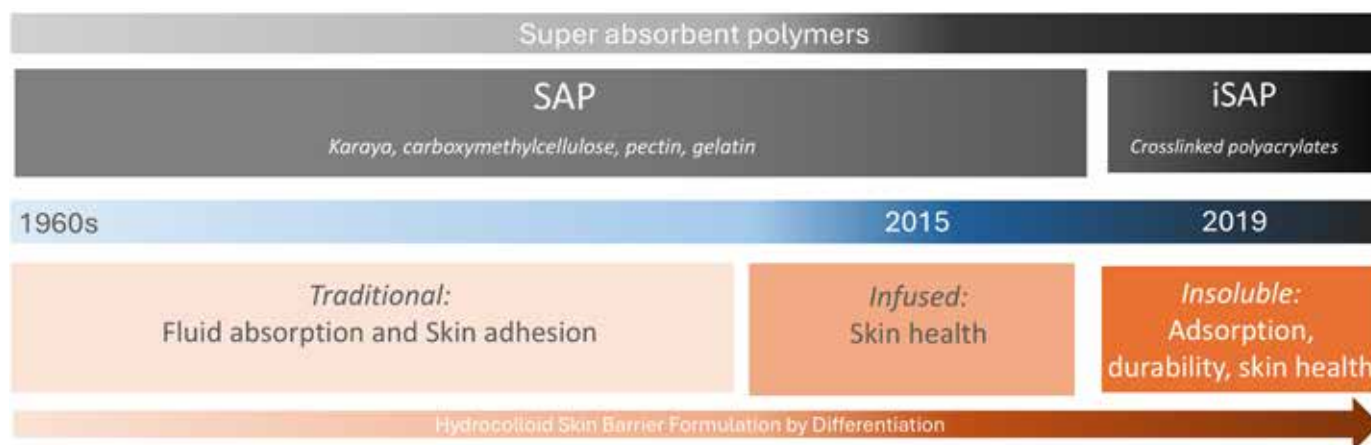 Super absorbent polymers
SAP
Karaya, carboxymethylcellulose, pectin, gelatin
iSAP
Crosslinked polyacrylates
1960s
2015
2019
Traditional:
Fluid absorption and Skin adhesion
Infused:
Skin health
Insoluble:
Adsorption,
durability, skin health
Hydrocolloid Skin Barrier Formulation by Differentiation